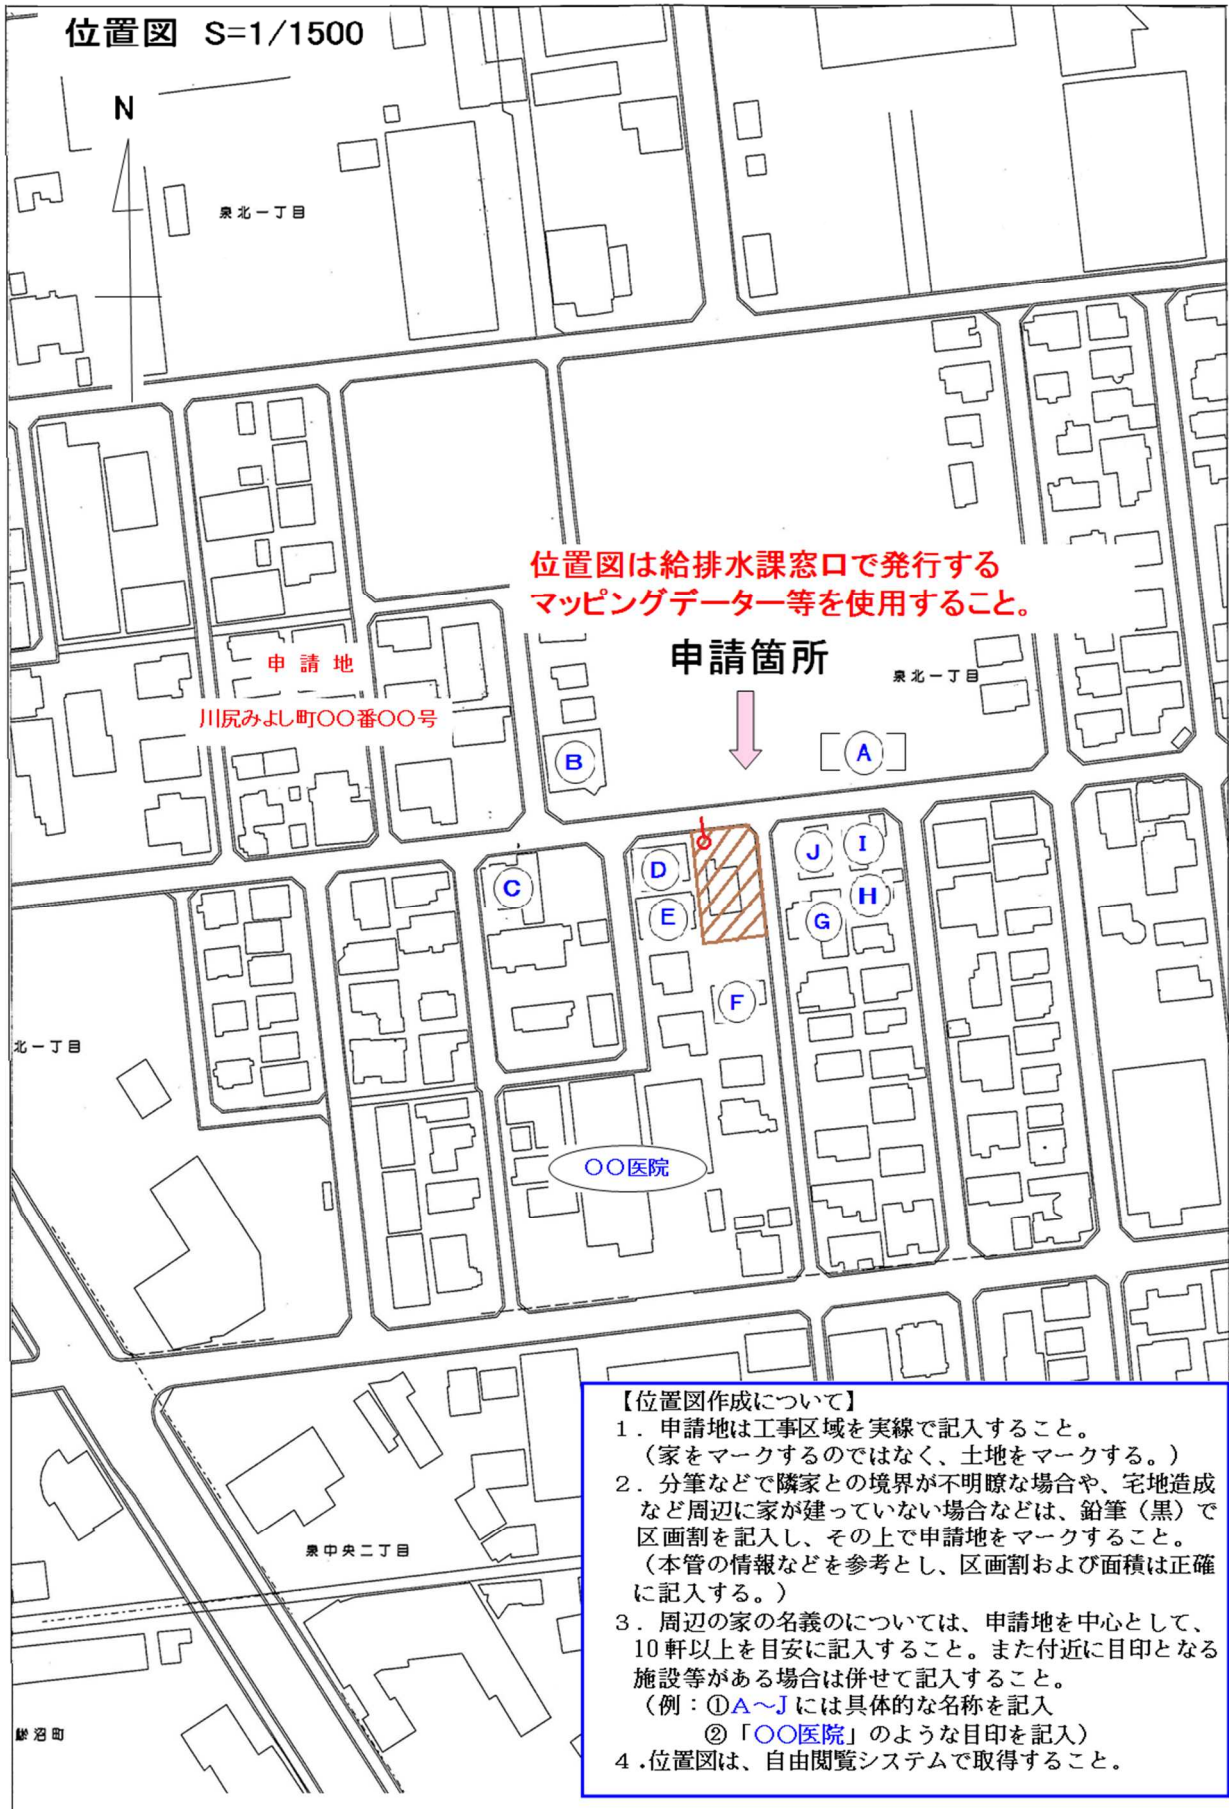 位置図 S=1/1500
N
泉北一丁目
位置図は給排水課窓口で発行する
マッピングデーター等を使用すること。
申請箇所
泉北一丁目
申請地
川尻みよし町〇〇番〇〇号
A
B
C
D
E
F
G
H
I
J
北一丁目
〇〇医院
泉中央二丁目
【位置図作成について】
1．申請地は工事区域を実線で記入すること。
（家をマークするのではなく、土地をマークする。）
2．分筆などで隣家との境界が不明瞭な場合や、宅地造成
など周辺に家が建っていない場合などは、鉛筆（黒）で
区画割を記入し、その上で申請地をマークすること。
（本管の情報などを参考とし、区画割および面積は正確
に記入する。）
3．周辺の家の名義のについては、申請地を中心として、
10軒以上を目安に記入すること。また付近に目印となる
施設等がある場合は併せて記入すること。
（例：①A～Jには具体的な名称を記入
②「〇〇医院」のような目印を記入）
4．位置図は、自由閲覧システムで取得すること。